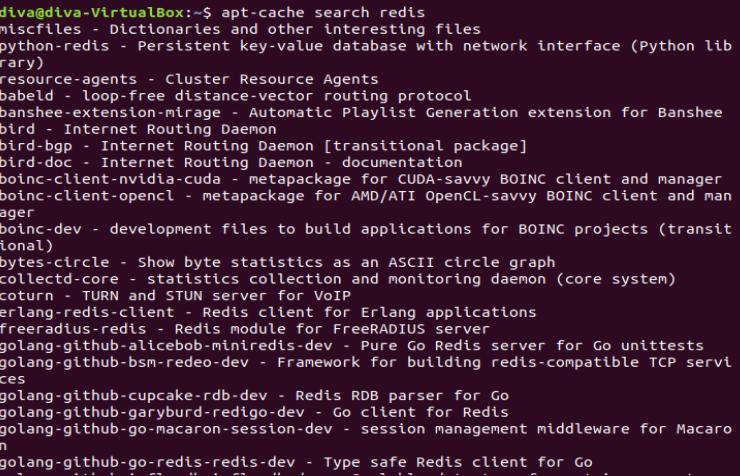 diva@diva-VirtualBox:~$ apt-cache search redis
miscfiles - Dictionaries and other interesting files
python-redis - Persistent key-value database with network interface (Python lib
rary)
resource-agents - Cluster Resource Agents
babeld - loop-free distance-vector routing protocol
banshee-extension-mirage - Automatic Playlist Generation extension for Banshee
bird - Internet Routing Daemon
bird-bgp - Internet Routing Daemon [transitional package]
bird-doc - Internet Routing Daemon - documentation
boinc-client-nvidia-cuda - metapackage for CUDA-savvy BOINC client and manager
boinc-client-opencl - metapackage for AMD/ATI OpenCL-savvy BOINC client and man
ager
boinc-dev - development files to build applications for BOINC projects (transit
ional)
bytes-circle - Show byte statistics as an ASCII circle graph
collectd-core - statistics collection and monitoring daemon (core system)
coturn - TURN and STUN server for VoIP
erlang-redis-client - Redis client for Erlang applications
freeradius-redis - Redis module for FreeRADIUS server
golang-github-alicebob-miniredis-dev - Pure Go Redis server for Go unittests
golang-github-bsm-redeo-dev - Framework for building redis-compatible TCP servi
ces
golang-github-cupcake-rdb-dev - Redis RDB parser for Go
golang-github-garyburd-redigo-dev - Go client for Redis
golang-github-go-macaron-session-dev - session management middleware for Macaro
n
golang-github-go-redis-redis-dev - Type safe Redis client for Go